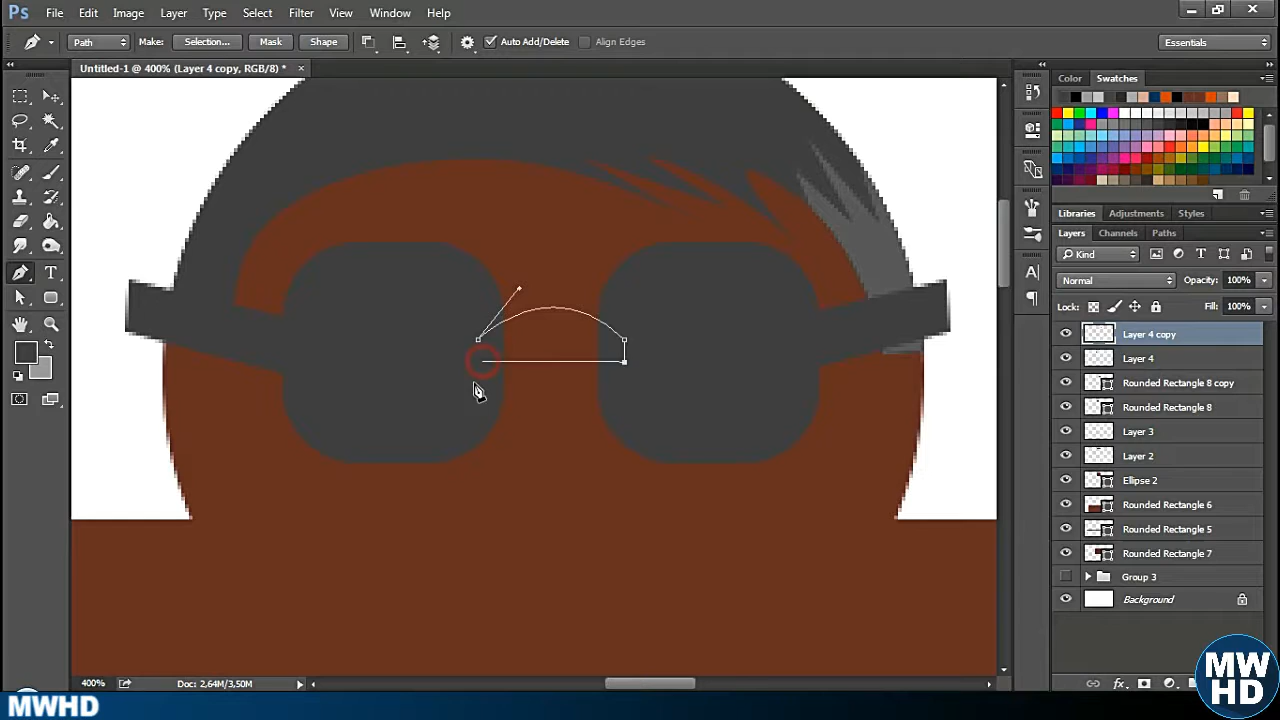 Ps File Edit Image Layer Type Select Filter View Window Help
Path Make: Selection... Mask Shape Auto Add/Delete Align Edges Essentials
Untitled-1 @ 400% (Layer 4 copy, RGB/8) *
Color Swatches
Libraries Adjustments Styles
Layers Channels Paths
Kind
Normal Opacity: 100%
Lock: Fill: 100%
Layer 4 copy
Layer 4
Rounded Rectangle 8 copy
Rounded Rectangle 8
Layer 3
Layer 2
Ellipse 2
Rounded Rectangle 6
Rounded Rectangle 5
Rounded Rectangle 7
Group 3
Background
400% Doc: 2,64M/3,50M
MWHD
MW
HD